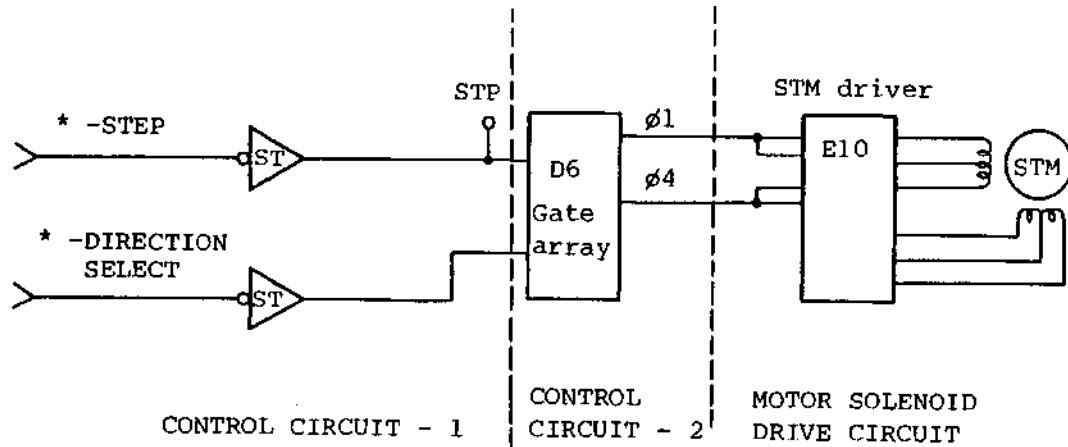 * -STEP
ST
STP
D6
Gate
array
ø1
ø4
STM driver
E10
STM
* -DIRECTION
SELECT
ST
CONTROL CIRCUIT - 1
CONTROL
CIRCUIT - 2
MOTOR SOLENOID
DRIVE CIRCUIT